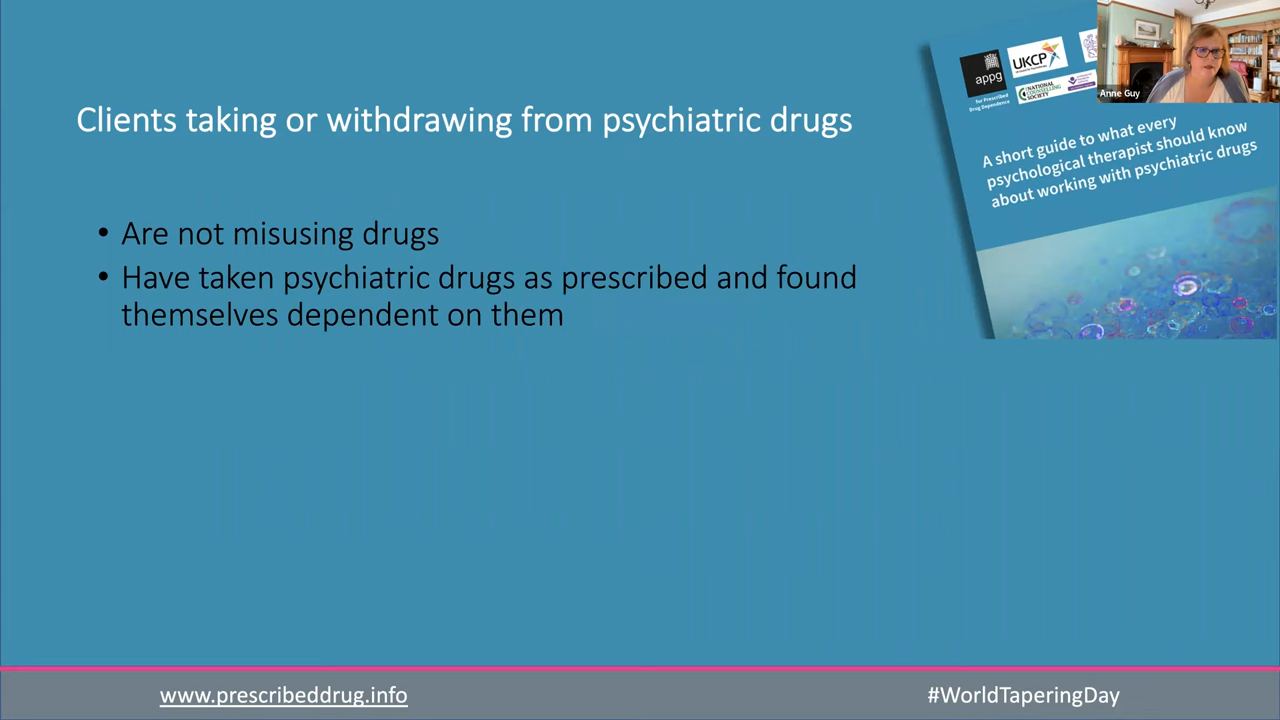 Clients taking or withdrawing from psychiatric drugs
• Are not misusing drugs
• Have taken psychiatric drugs as prescribed and found
themselves dependent on them
appg
for Prescribed
Drug Dependence
UKCP
NATIONAL
COUNSELLING
SOCIETY
A short guide to what every
psychological therapist should know
about working with psychiatric drugs
Anne Guy
www.prescribeddrug.info
#WorldTaperingDay